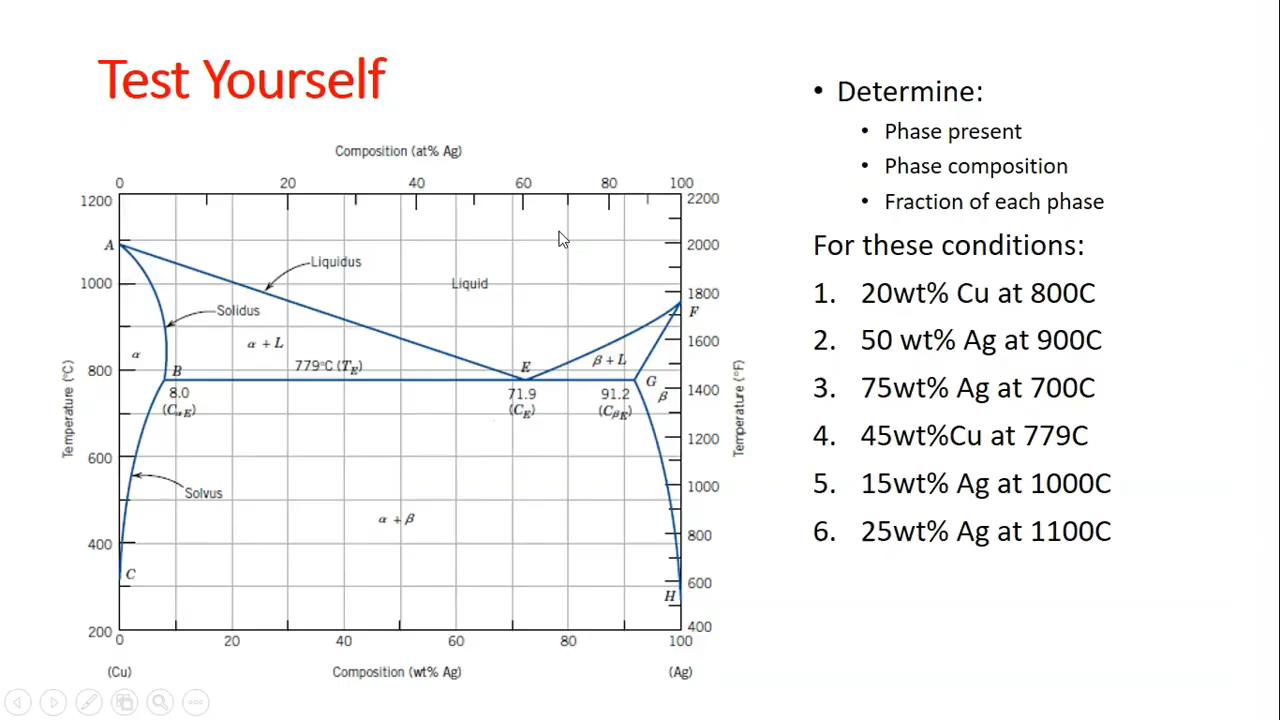 Test Yourself
Composition (at% Ag)
0 20 40 60 80 100
1200 2200
A 2000
Liquidus
1000 Liquid 1800
Solidus F
α α + L 1600
779°C (T_E) E β + L
800 B G 1400
8.0 71.9 91.2 β
(C_αE) (C_E) (C_βE)
Temperature (°C)
Temperature (°F)
1200
600
Solvus 1000
α + β
400 800
C 600
H
200 400
0 20 40 60 80 100
(Cu) Composition (wt% Ag) (Ag)
• Determine:
• Phase present
• Phase composition
• Fraction of each phase
For these conditions:
1. 20wt% Cu at 800C
2. 50 wt% Ag at 900C
3. 75wt% Ag at 700C
4. 45wt%Cu at 779C
5. 15wt% Ag at 1000C
6. 25wt% Ag at 1100C